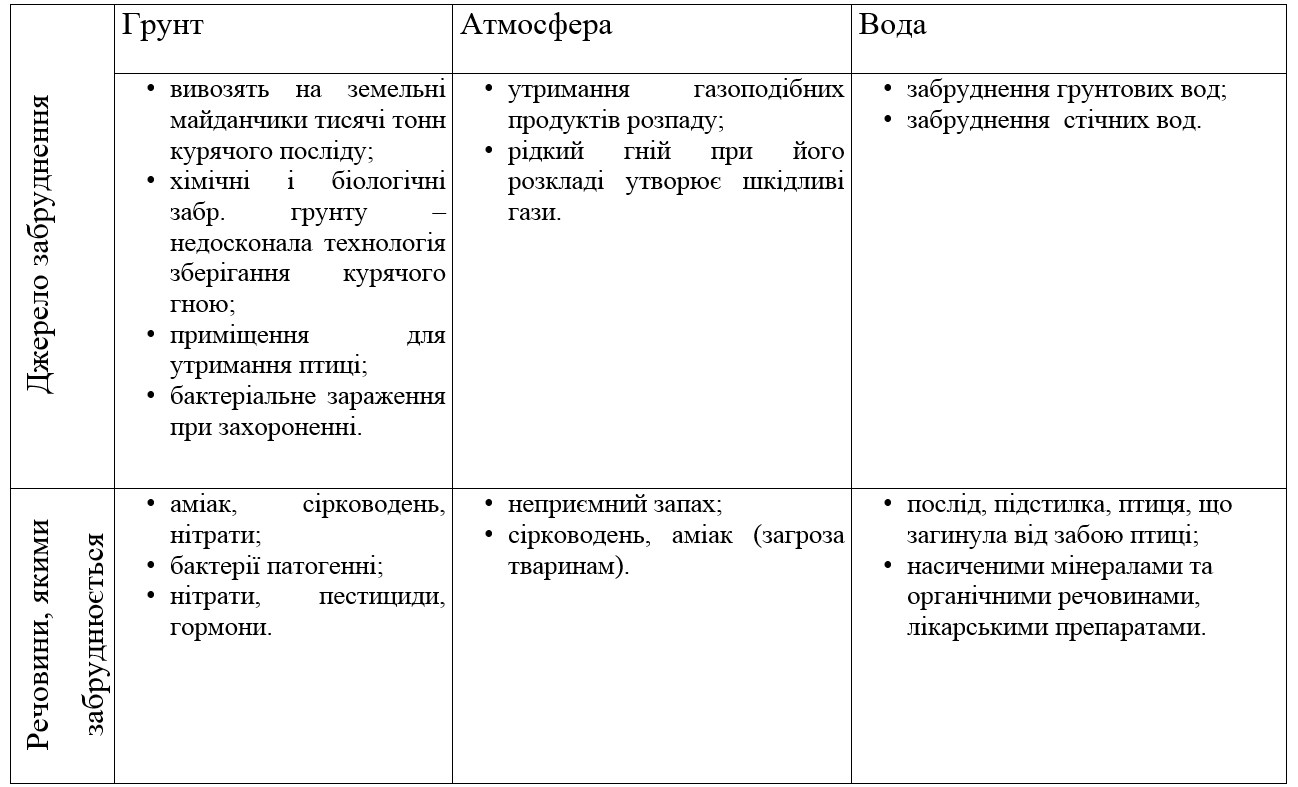 Грунт
Атмосфера
Вода
Джерело забруднення
• вивозять на земельні
майданчики тисячі тонн
курячого посліду;
• хімічні і біологічні
забр. грунту –
недосконала технологія
зберігання курячого
гною;
• приміщення для
утримання птиці;
• бактеріальне зараження
при захороненні.
• утримання газоподібних
продуктів розпаду;
• рідкий гній при його
розкладі утворює шкідливі
гази.
• забруднення грунтових вод;
• забруднення стічних вод.
Речовини, якими
забруднюється
• аміак, сірководень,
нітрати;
• бактерії патогенні;
• нітрати, пестициди,
гормони.
• неприємний запах;
• сірководень, аміак (загроза
тваринам).
• послід, підстилка, птиця, що
загинула від забою птиці;
• насиченими мінералами та
органічними речовинами,
лікарськими препаратами.